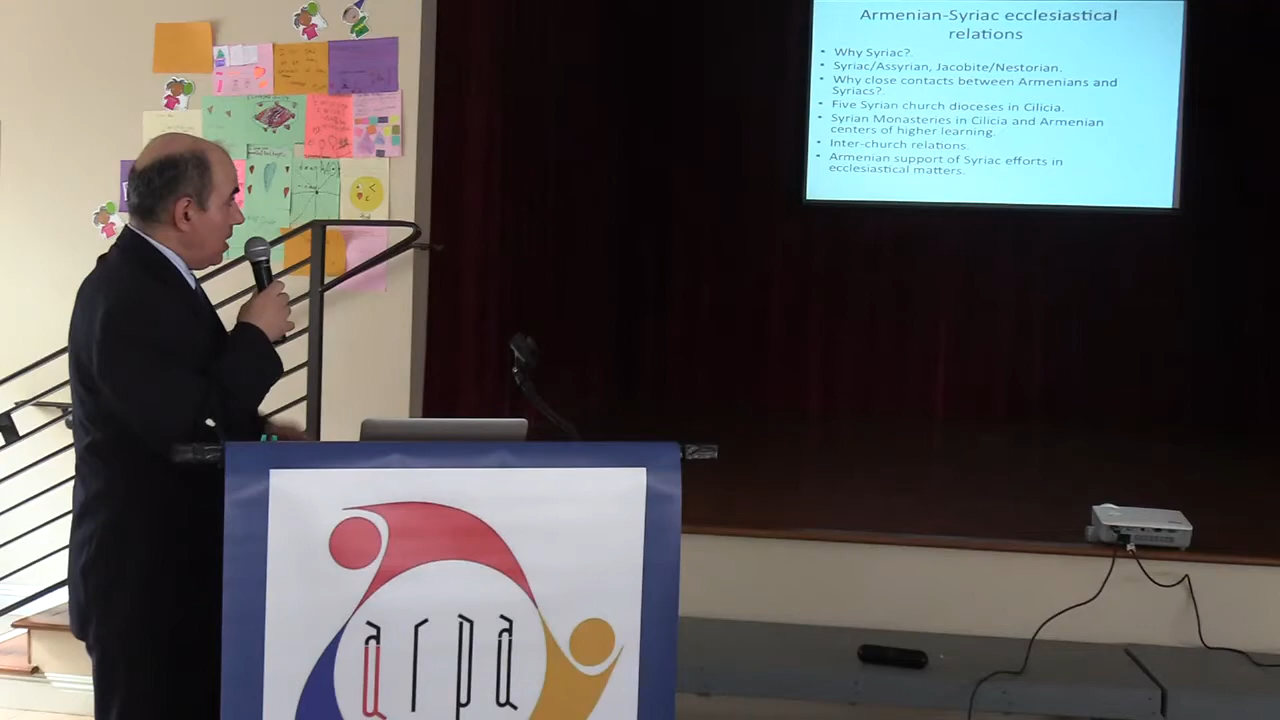 Armenian-Syriac ecclesiastical
relations
• Why Syriac?
• Syriac/Assyrian, Jacobite/Nestorian.
• Why close contacts between Armenians and
Syriacs?.
• Five Syrian church dioceses in Cilicia.
• Syrian Monasteries in Cilicia and Armenian
centers of higher learning.
• Inter-church relations.
• Armenian support of Syriac efforts in
ecclesiastical matters.
arpa